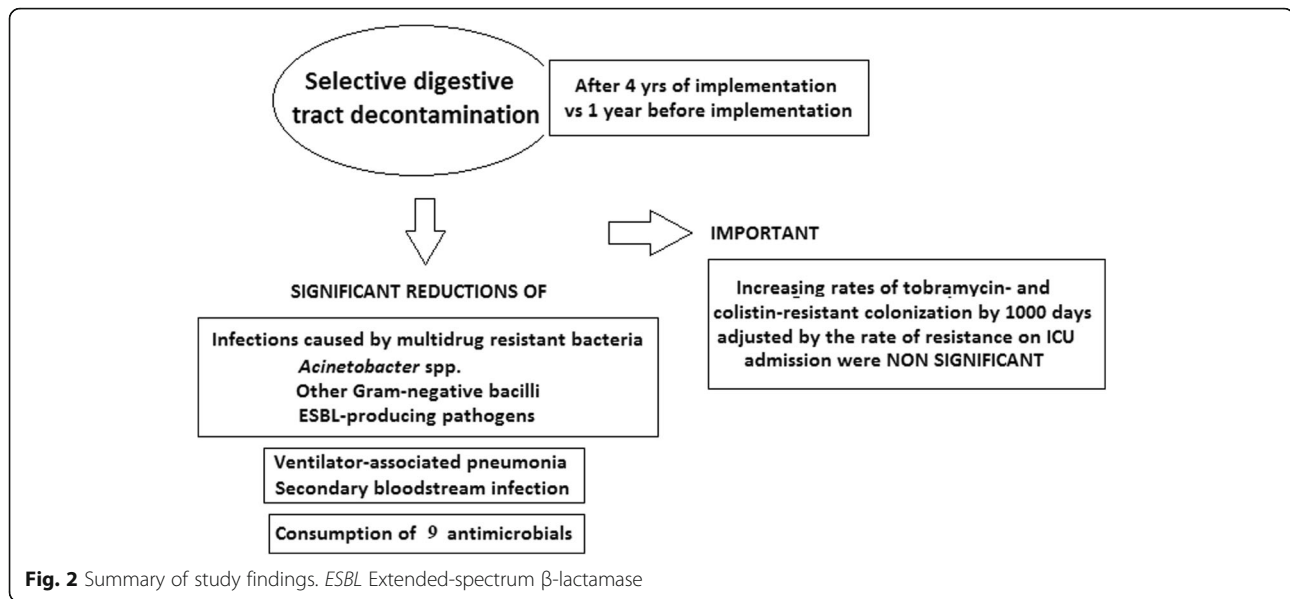 Selective digestive
tract decontamination
After 4 yrs of implementation
vs 1 year before implementation
SIGNIFICANT REDUCTIONS OF
Infections caused by multidrug resistant bacteria
Acinetobacter spp.
Other Gram-negative bacilli
ESBL-producing pathogens
Ventilator-associated pneumonia
Secondary bloodstream infection
Consumption of 9 antimicrobials
IMPORTANT
Increasing rates of tobramycin- and
colistin-resistant colonization by 1000 days
adjusted by the rate of resistance on ICU
admission were NON SIGNIFICANT
Fig. 2 Summary of study findings. ESBL Extended-spectrum β-lactamase